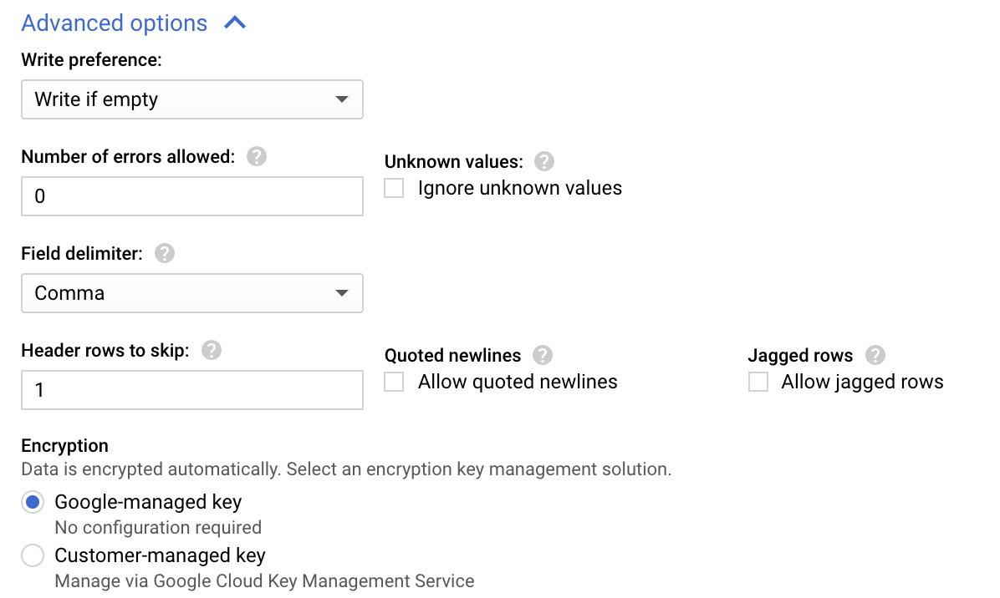 Advanced options
Write preference:
Write if empty
Number of errors allowed:
Unknown values:
0
Ignore unknown values
Field delimiter:
Comma
Header rows to skip:
Quoted newlines
Jagged rows
1
Allow quoted newlines
Allow jagged rows
Encryption
Data is encrypted automatically. Select an encryption key management solution.
Google-managed key
No configuration required
Customer-managed key
Manage via Google Cloud Key Management Service